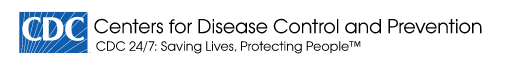 CDC Centers for Disease Control and Prevention
CDC 24/7: Saving Lives, Protecting People™